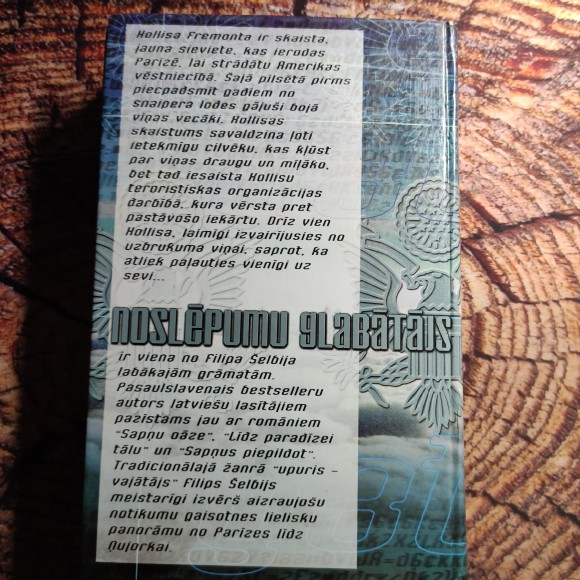 Hollisa Fremonta ir skaista,
jauna sieviete, kas ierodas
Parīzē, lai strādātu Amerikas
vēstniecībā. Šajā pilsētā pirms
piecpadsmit gadiem no
snaipera lodes gājuši bojā
viņas vecāki. Hollisas
skaistums savaldzina ļoti
ietekmīgu cilvēku, kas kļūst
par viņas draugu un mīļāko,
bet tad iesaista Hollisu
teroristiskas organizācijas
darbībā, kura vērsta pret
pastāvošo iekārtu. Drīz vien
Hollisa, laimīgi izvairījusies no
uzbrukuma viņai, saprot, ka
atliek paļauties vienīgi uz
sevi...
NOSLĒPUMU GLABĀTĀJS
ir viena no Filipa Šelbija
labākajām grāmatām.
Pasaulslavenais bestselleru
autors latviešu lasītājiem
pazīstams jau ar romāniem
"Sapņu oāze", "Līdz paradīzei
tālu" un "Sapņus piepildot".
Tradicionālajā žanrā "upuris –
vajātājs" Filips Šelbijs
meistarīgi izvērš aizraujošu
notikumu gaisotnes lielisku
panorāmu no Parīzes līdz
Ņujorkai.